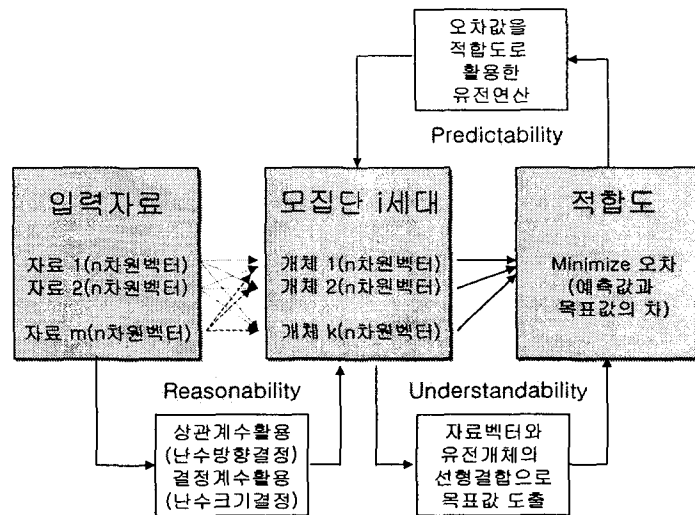 오차값을
적합도로
활용한
유전연산
Predictability
입력자료
자료 1(n차원벡터)
자료 2(n차원벡터)
자료 m(n차원벡터)
모집단 i세대
개체 1(n차원벡터)
개체 2(n차원벡터)
개체 k(n차원벡터)
적합도
Minimize 오차
(예측값과
목표값의 차)
Reasonability
Understandability
상관계수활용
(난수방향결정)
결정계수활용
(난수크기결정)
자료벡터와
유전개체의
선형결합으로
목표값 도출